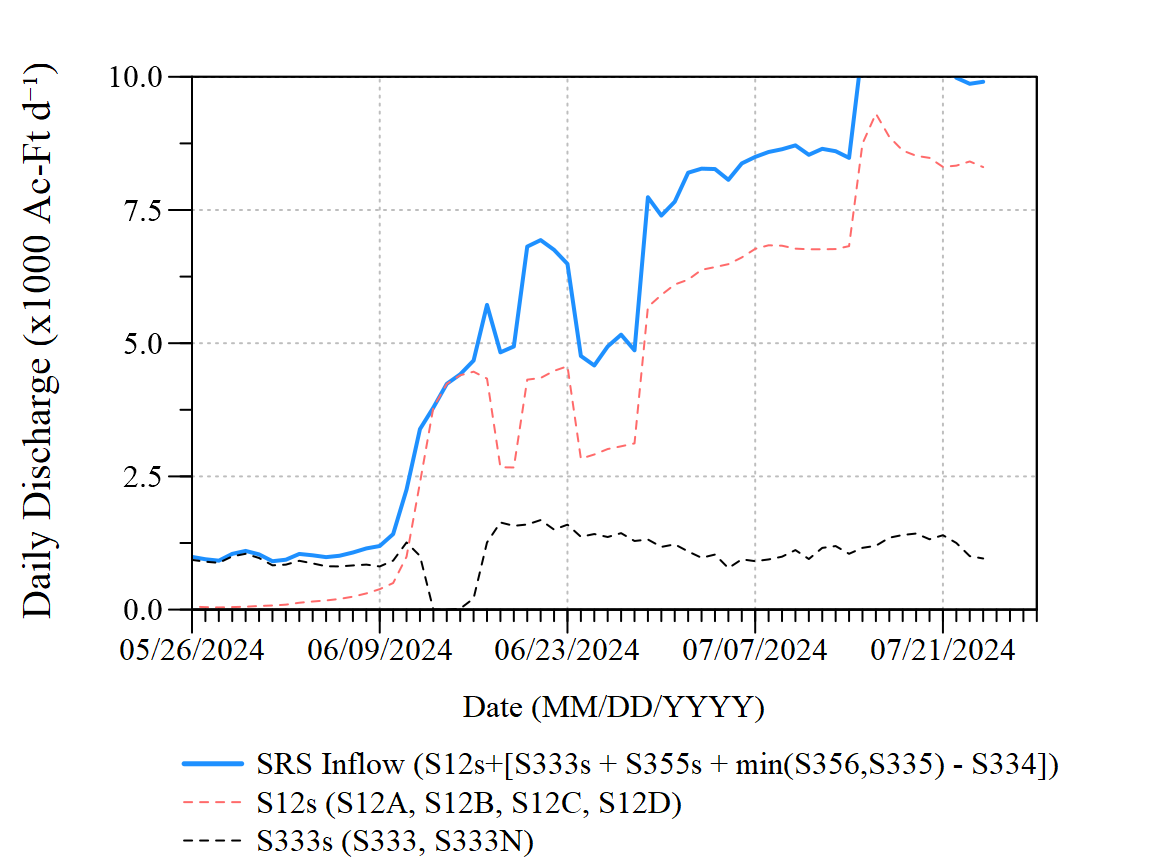 Daily Discharge (x1000 Ac-Ft d⁻¹)
10.0
7.5
5.0
2.5
0.0
05/26/2024 06/09/2024 06/23/2024 07/07/2024 07/21/2024
Date (MM/DD/YYYY)
SRS Inflow (S12s+[S333s + S355s + min(S356,S335) - S334])
S12s (S12A, S12B, S12C, S12D)
S333s (S333, S333N)